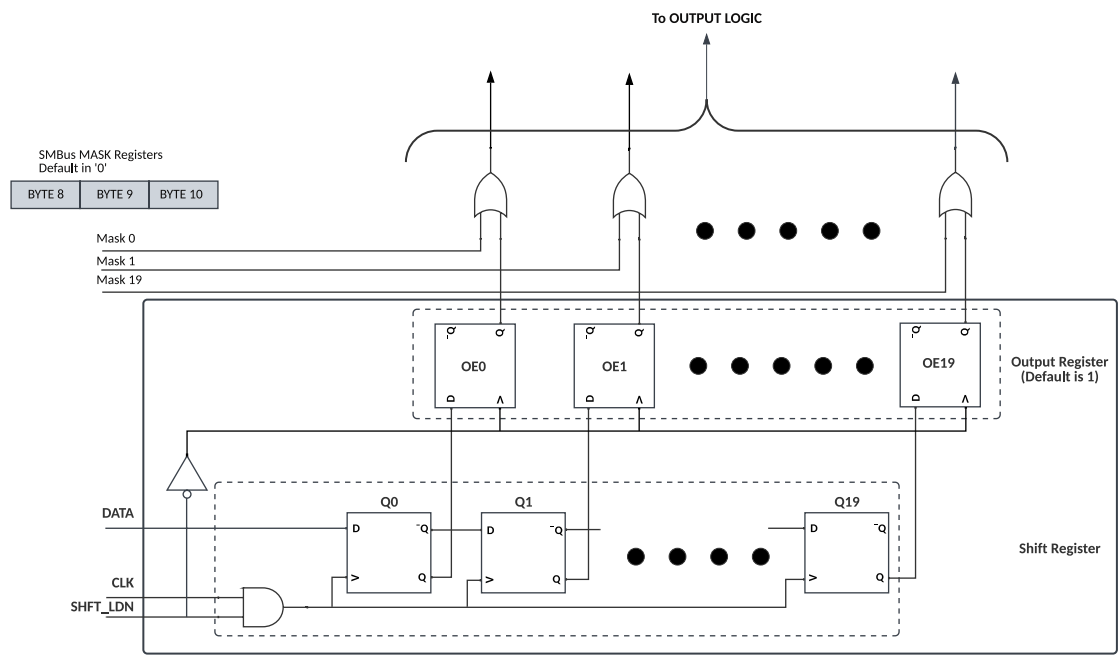 To OUTPUT LOGIC
SMBus MASK Registers
Default in '0'
BYTE 8 BYTE 9 BYTE 10
Mask 0
Mask 1
Mask 19
¯Q Q ¯Q Q ¯Q Q
OE0 OE1 OE19
D > D > D >
Output Register
(Default is 1)
Q0 Q1 Q19
DATA
D ¯Q D ¯Q D ¯Q
Shift Register
> Q > Q > Q
CLK
SHFT_LDN